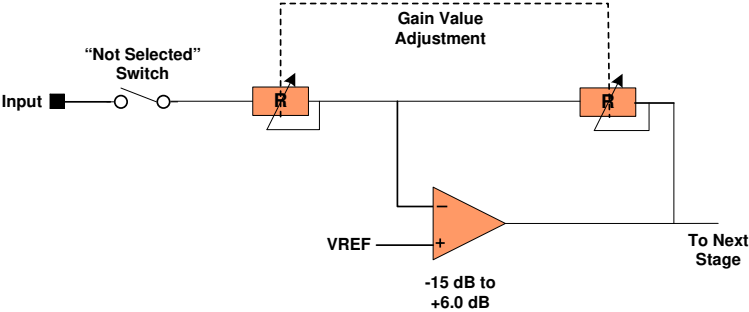 Gain Value
Adjustment
“Not Selected”
Switch
Input
R
R
−
VREF
+
To Next
Stage
-15 dB to
+6.0 dB